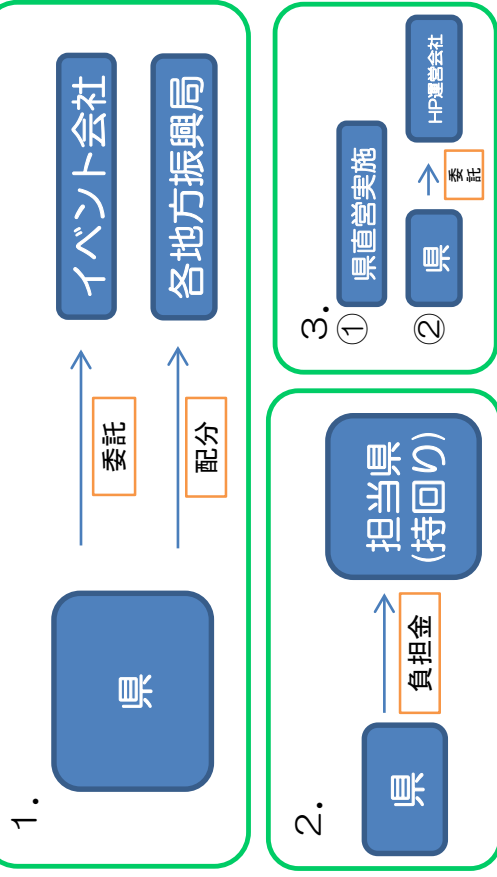 1.
県
委託
イベント会社
配分
各地方振興局
2.
県
負担金
担当県
(持回り)
3.
①
県直営実施
②
県
委託
HP運営会社